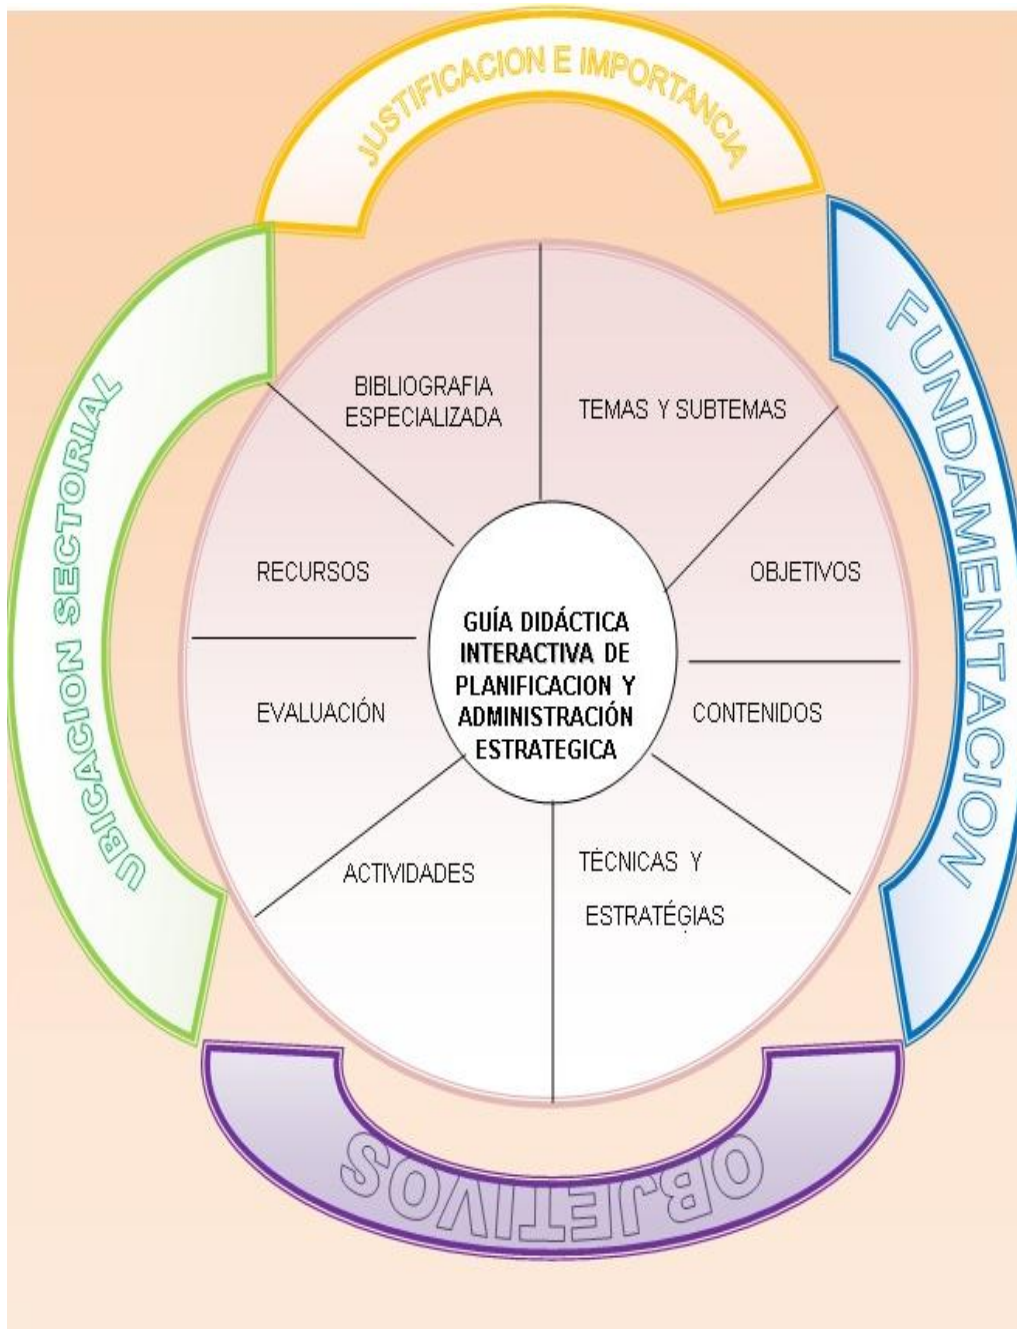 JUSTIFICACION E IMPORTANCIA
FUNDAMENTACION
UBICACION SECTORIAL
BIBLIOGRAFIA
ESPECIALIZADA
TEMAS Y SUBTEMAS
RECURSOS
OBJETIVOS
GUÍA DIDÁCTICA
INTERACTIVA DE
PLANIFICACION Y
ADMINISTRACIÓN
ESTRATEGICA
EVALUACIÓN
CONTENIDOS
ACTIVIDADES
TÉCNICAS Y
ESTRATÉGIAS
OBJETIVOS